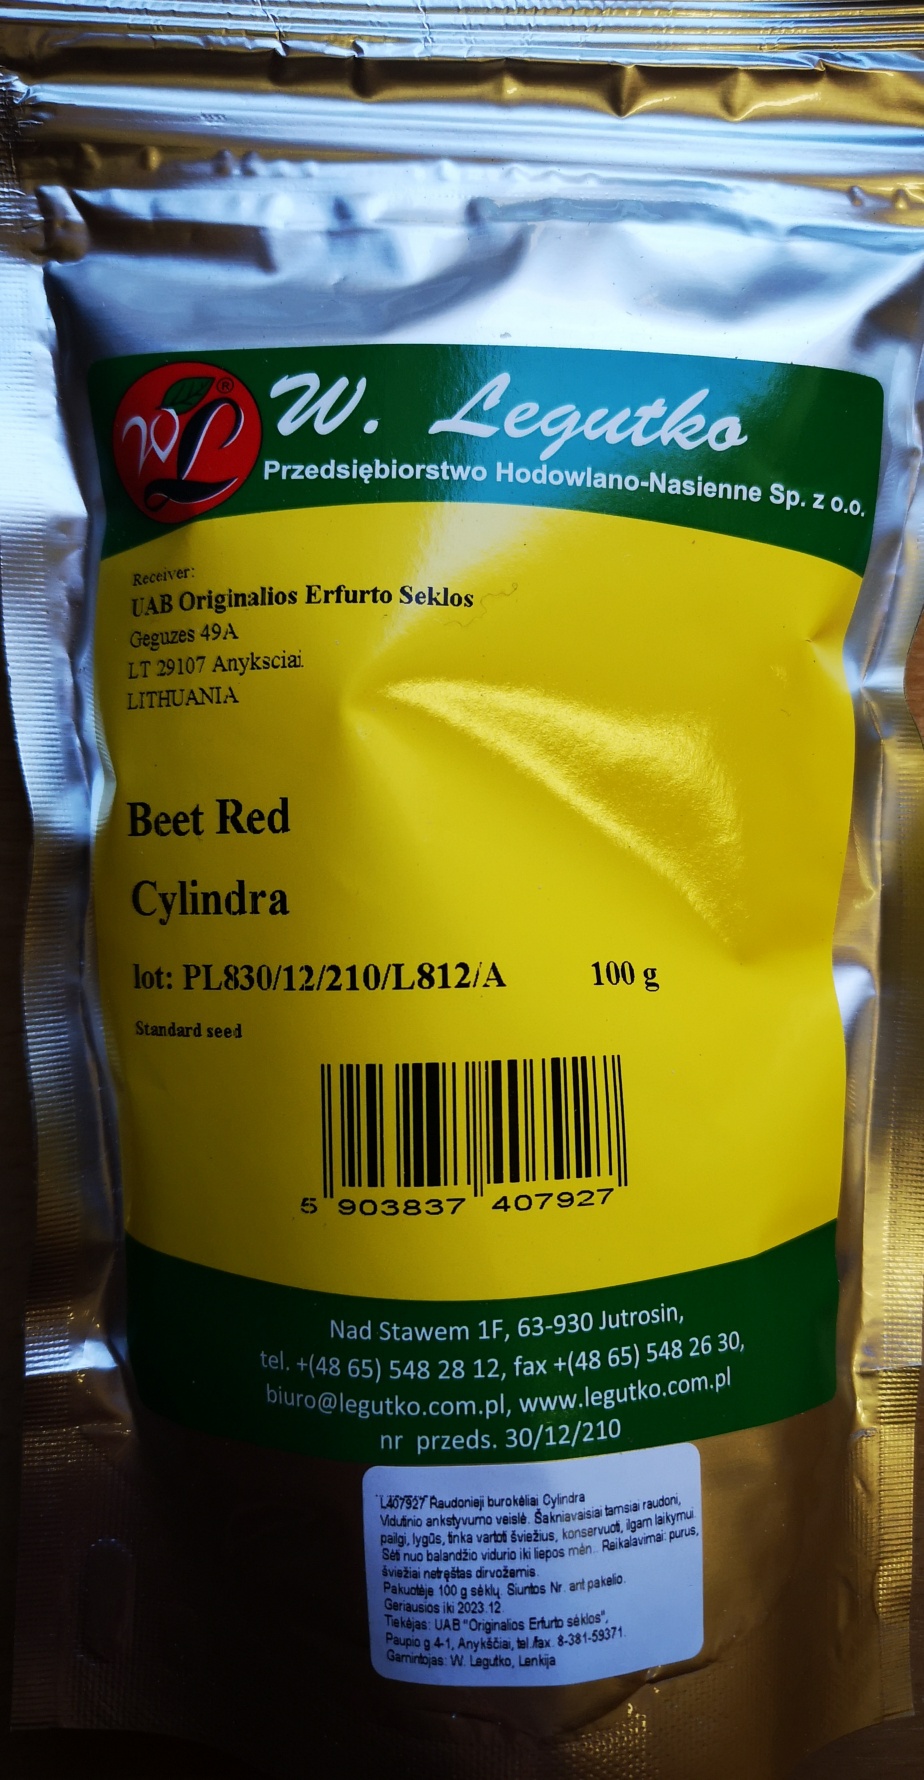 WL ®
W. Legutko
Przedsiębiorstwo Hodowlano-Nasienne Sp. z o.o.
Receiver:
UAB Originalios Erfurto Seklos
Geguzes 49A
LT 29107 Anyksciai
LITHUANIA
Beet Red
Cylindra
lot: PL830/12/210/L812/A 100 g
Standard seed
5 903837 407927
Nad Stawem 1F, 63-930 Jutrosin,
tel. +(48 65) 548 28 12, fax +(48 65) 548 26 30,
biuro@legutko.com.pl, www.legutko.com.pl
nr przeds. 30/12/210
L407927 Raudonieji burokėliai Cylindra
Vidutinio ankstyvumo veislė. Šakniavaisiai tamsiai raudoni,
pailgi, lygūs, tinka vartoti šviežius, konservuoti, ilgam laikymui.
Sėti nuo balandžio vidurio iki liepos mėn.. Reikalavimai: purus,
šviežiai netręštas dirvožemis.
Pakuotėje 100 g sėklų. Siuntos Nr. ant pakelio.
Geriausios iki 2023.12.
Tiekėjas: UAB "Originalios Erfurto sėklos",
Paupio g 4-1, Anykščiai, tel./fax. 8-381-59371.
Gamintojas: W. Legutko, Lenkija